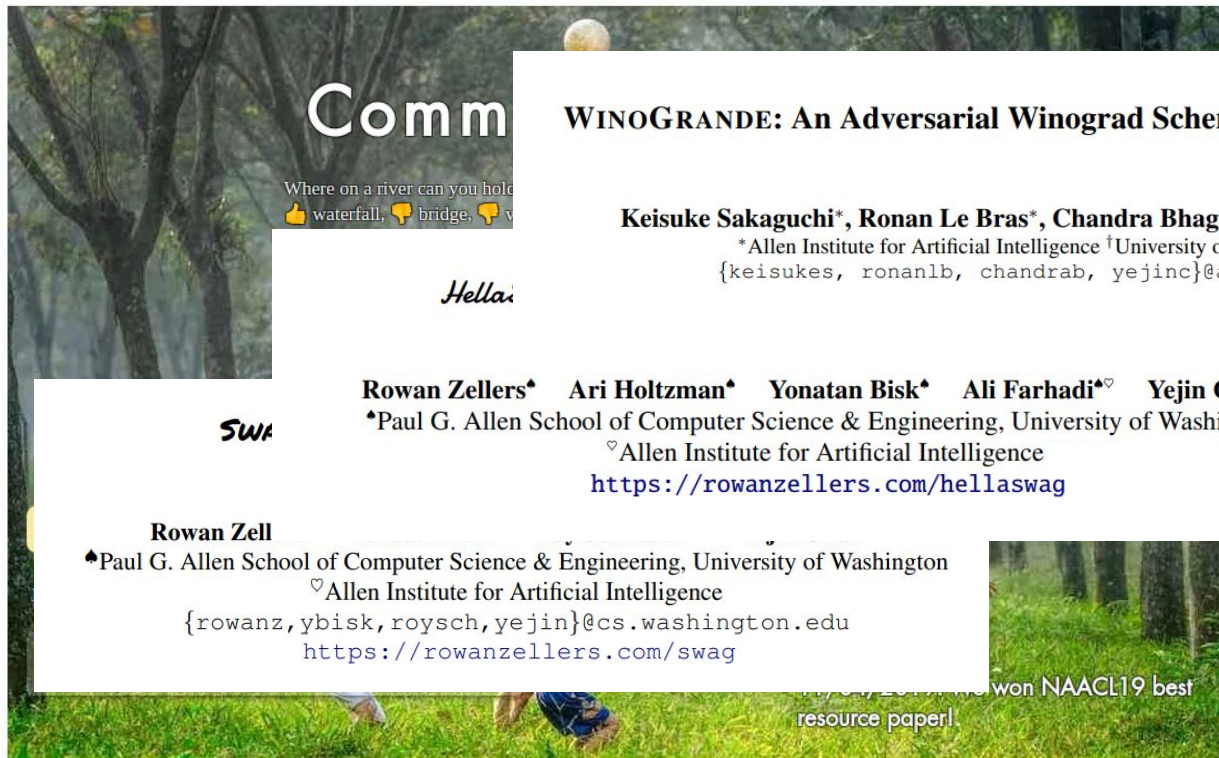 Comm
Where on a river can you hold
👍 waterfall, 👎 bridge, 👎 v
WINOGRANDE: An Adversarial Winograd Scher
Keisuke Sakaguchi*, Ronan Le Bras*, Chandra Bhag
*Allen Institute for Artificial Intelligence †University o
{keisukes, ronanlb, chandrab, yejinc}@a
HellaS
Rowan Zellers♠ Ari Holtzman♠ Yonatan Bisk♠ Ali Farhadi♠♡ Yejin C
♠Paul G. Allen School of Computer Science & Engineering, University of Washi
♡Allen Institute for Artificial Intelligence
https://rowanzellers.com/hellaswag
SWA
Rowan Zell
♠Paul G. Allen School of Computer Science & Engineering, University of Washington
♡Allen Institute for Artificial Intelligence
{rowanz,ybisk,roysch,yejin}@cs.washington.edu
https://rowanzellers.com/swag
won NAACL19 best
resource paper!